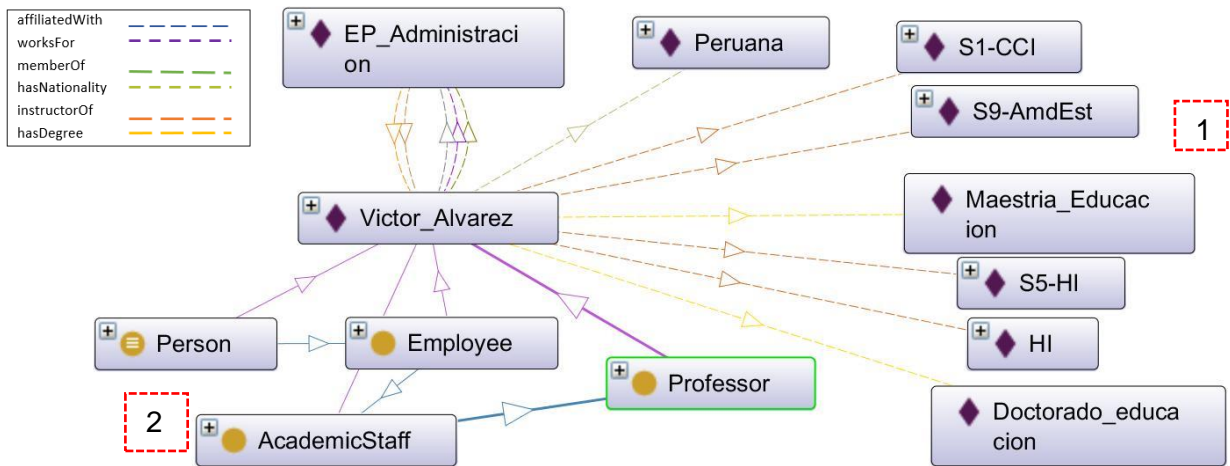 affiliatedWith
worksFor
memberOf
hasNationality
instructorOf
hasDegree
EP_Administraci
on
Peruana
S1-CCI
S9-AmdEst
1
Victor_Alvarez
Maestria_Educac
ion
S5-HI
HI
Person
Employee
Professor
2
AcademicStaff
Doctorado_educa
cion